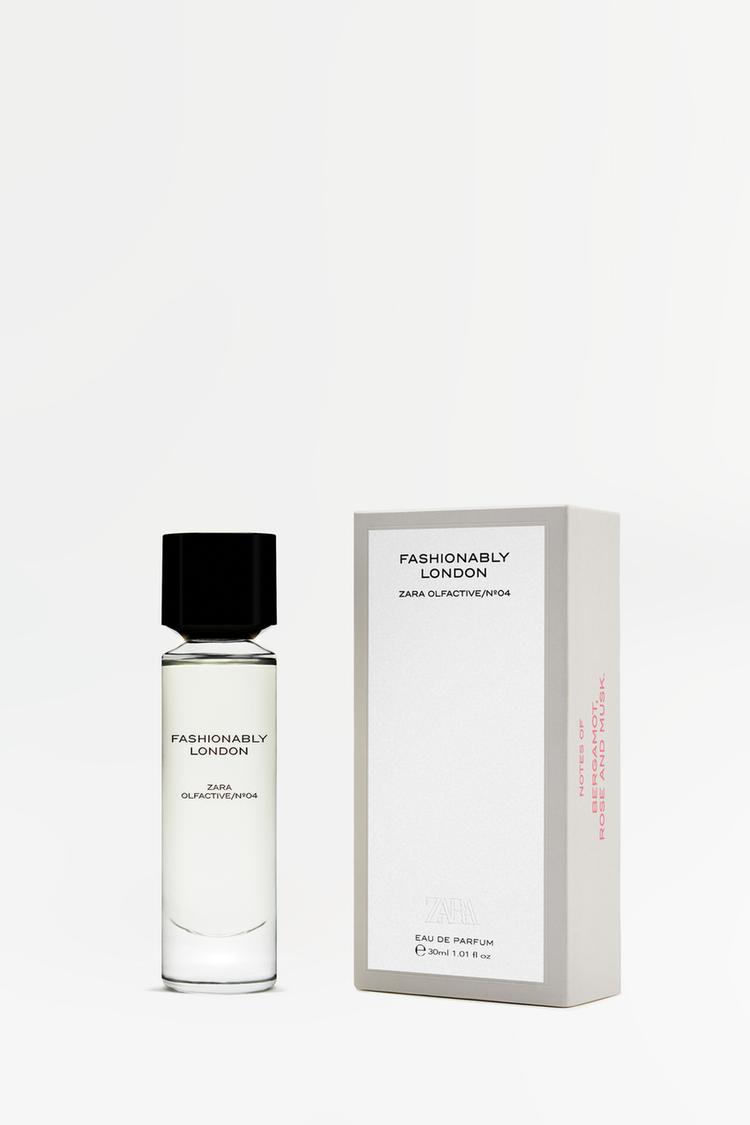 FASHIONABLY
LONDON
ZARA
OLFACTIVE/Nº04
FASHIONABLY
LONDON
ZARA OLFACTIVE/Nº04
ZARA
EAU DE PARFUM
℮ 30ml 1.01 fl oz
NOTES OF
BERGAMOT,
ROSE AND MUSK.